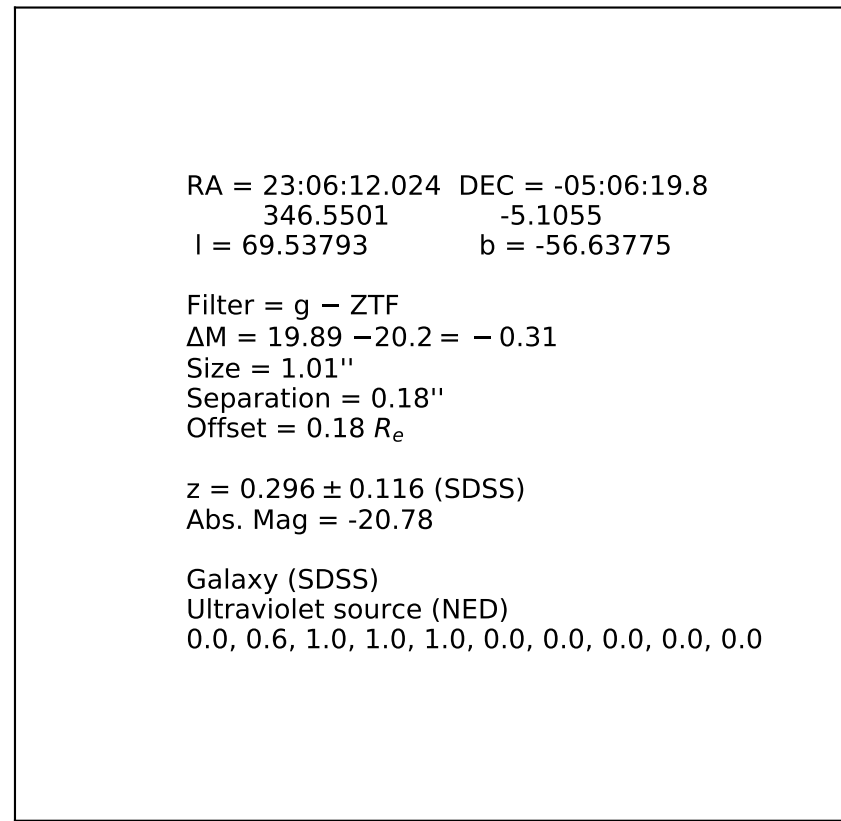 RA = 23:06:12.024 DEC = -05:06:19.8
346.5501 -5.1055
l = 69.53793 b = -56.63775
Filter = g − ZTF
ΔM = 19.89 −20.2 = − 0.31
Size = 1.01''
Separation = 0.18''
Offset = 0.18 Rₑ
z = 0.296 ± 0.116 (SDSS)
Abs. Mag = -20.78
Galaxy (SDSS)
Ultraviolet source (NED)
0.0, 0.6, 1.0, 1.0, 1.0, 0.0, 0.0, 0.0, 0.0, 0.0